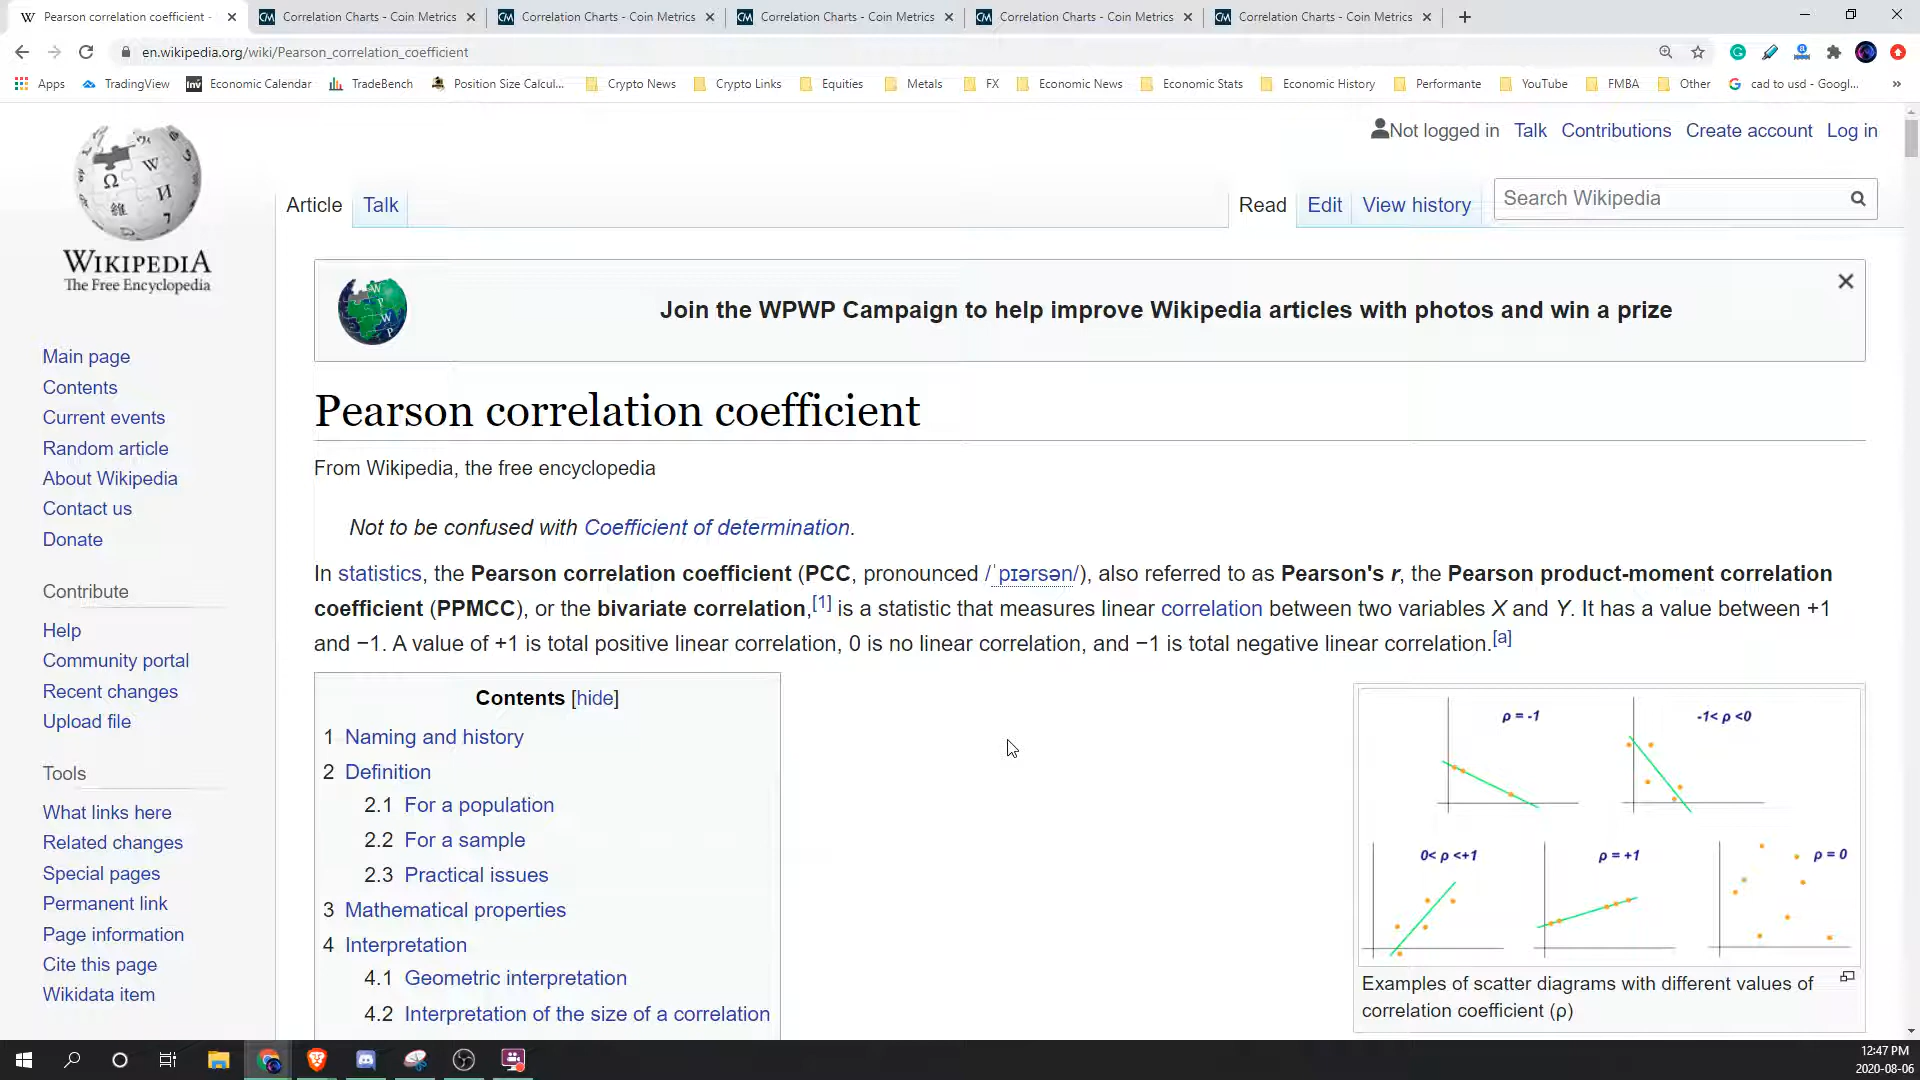 Pearson correlation coefficient -
Correlation Charts - Coin Metrics
Correlation Charts - Coin Metrics
Correlation Charts - Coin Metrics
Correlation Charts - Coin Metrics
Correlation Charts - Coin Metrics
en.wikipedia.org/wiki/Pearson_correlation_coefficient
Apps
TradingView
Economic Calendar
TradeBench
Position Size Calcul...
Crypto News
Crypto Links
Equities
Metals
FX
Economic News
Economic Stats
Economic History
Performante
YouTube
FMBA
Other
cad to usd - Googl...
Not logged in Talk Contributions Create account Log in
Article Talk
Read Edit View history
Search Wikipedia
WIKIPEDIA
The Free Encyclopedia
Main page
Contents
Current events
Random article
About Wikipedia
Contact us
Donate
Contribute
Help
Community portal
Recent changes
Upload file
Tools
What links here
Related changes
Special pages
Permanent link
Page information
Cite this page
Wikidata item
Join the WPWP Campaign to help improve Wikipedia articles with photos and win a prize
Pearson correlation coefficient
From Wikipedia, the free encyclopedia
Not to be confused with Coefficient of determination.
In statistics, the Pearson correlation coefficient (PCC, pronounced /ˈpɪərsən/), also referred to as Pearson's r, the Pearson product-moment correlation
coefficient (PPMCC), or the bivariate correlation,[1] is a statistic that measures linear correlation between two variables X and Y. It has a value between +1
and −1. A value of +1 is total positive linear correlation, 0 is no linear correlation, and −1 is total negative linear correlation.[a]
Contents [hide]
1 Naming and history
2 Definition
2.1 For a population
2.2 For a sample
2.3 Practical issues
3 Mathematical properties
4 Interpretation
4.1 Geometric interpretation
4.2 Interpretation of the size of a correlation
ρ = -1
-1< ρ <0
0< ρ <+1
ρ = +1
ρ = 0
Examples of scatter diagrams with different values of
correlation coefficient (ρ)
12:47 PM
2020-08-06